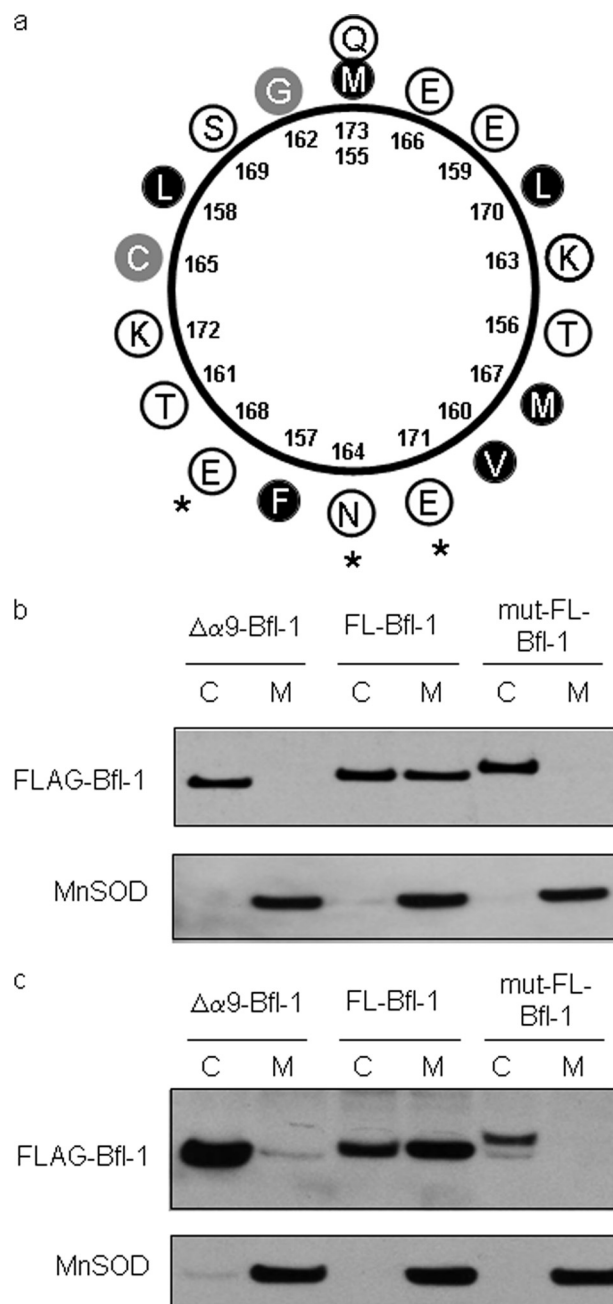 a
Q
M
G
E
S
E
L
L
C
K
K
T
T
M
E
F
N
E
V
*
*
*
162
173
155
166
169
159
158
170
165
163
172
156
161
167
168
160
157
164
171
b
Δα9-Bfl-1
FL-Bfl-1
mut-FL-
Bfl-1
C M C M C M
FLAG-Bfl-1
MnSOD
c
Δα9-Bfl-1
FL-Bfl-1
mut-FL-
Bfl-1
C M C M C M
FLAG-Bfl-1
MnSOD